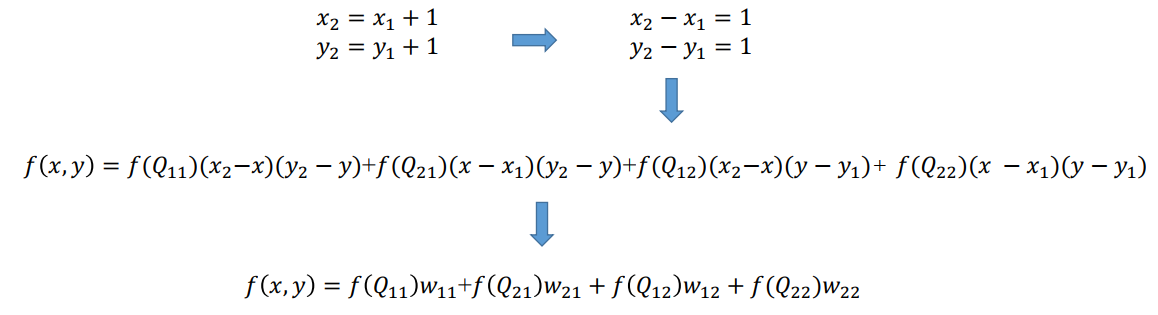 x₂ = x₁ + 1
y₂ = y₁ + 1
x₂ − x₁ = 1
y₂ − y₁ = 1
f(x, y) = f(Q₁₁)(x₂−x)(y₂ − y)+f(Q₂₁)(x − x₁)(y₂ − y)+f(Q₁₂)(x₂−x)(y − y₁)+ f(Q₂₂)(x − x₁)(y − y₁)
f(x, y) = f(Q₁₁)w₁₁+f(Q₂₁)w₂₁ + f(Q₁₂)w₁₂ + f(Q₂₂)w₂₂